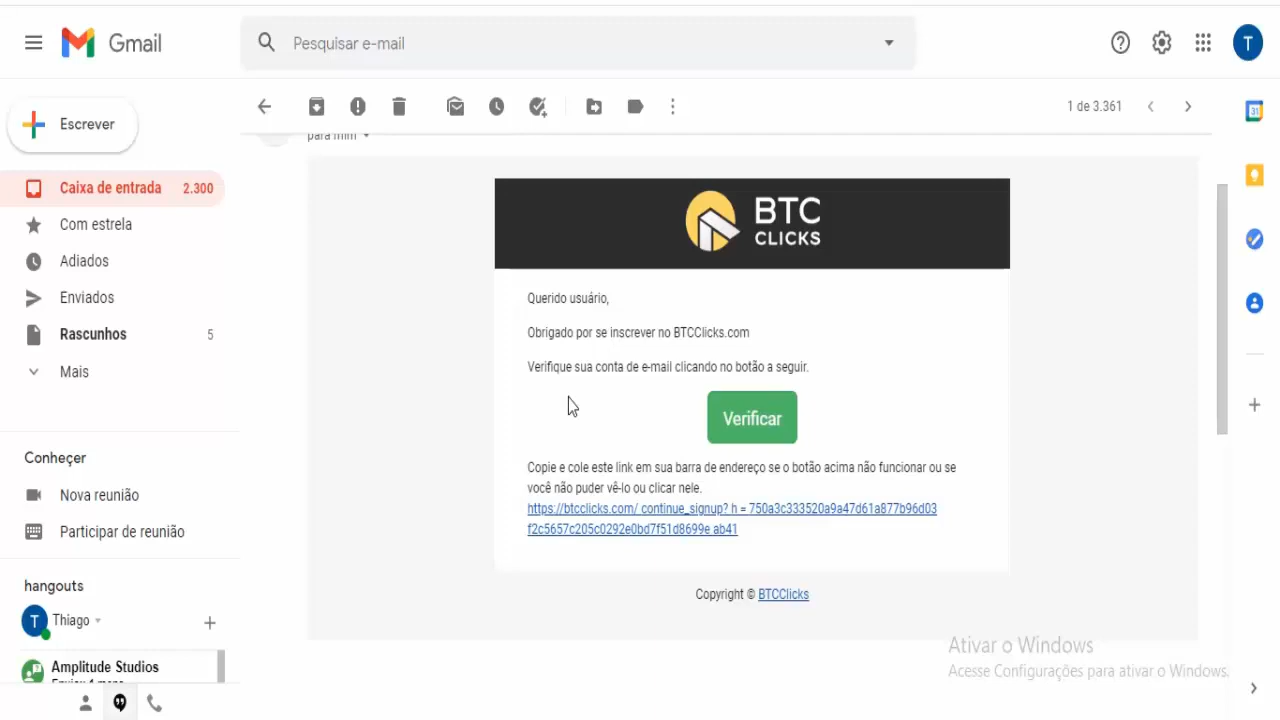 Gmail
Pesquisar e-mail
T
Escrever
1 de 3.361
para mim
Caixa de entrada 2.300
Com estrela
Adiados
Enviados
Rascunhos 5
Mais
BTC
CLICKS
Querido usuário,
Obrigado por se inscrever no BTCClicks.com
Verifique sua conta de e-mail clicando no botão a seguir.
Verificar
Copie e cole este link em sua barra de endereço se o botão acima não funcionar ou se
você não puder vê-lo ou clicar nele.
https://btcclicks.com/ continue_signup? h = 750a3c333520a9a47d61a877b96d03
f2c5657c205c0292e0bd7f51d8699e ab41
Copyright © BTCClicks
Conhecer
Nova reunião
Participar de reunião
hangouts
T Thiago
Amplitude Studios
Ativar o Windows
Acesse Configurações para ativar o Windows.
31